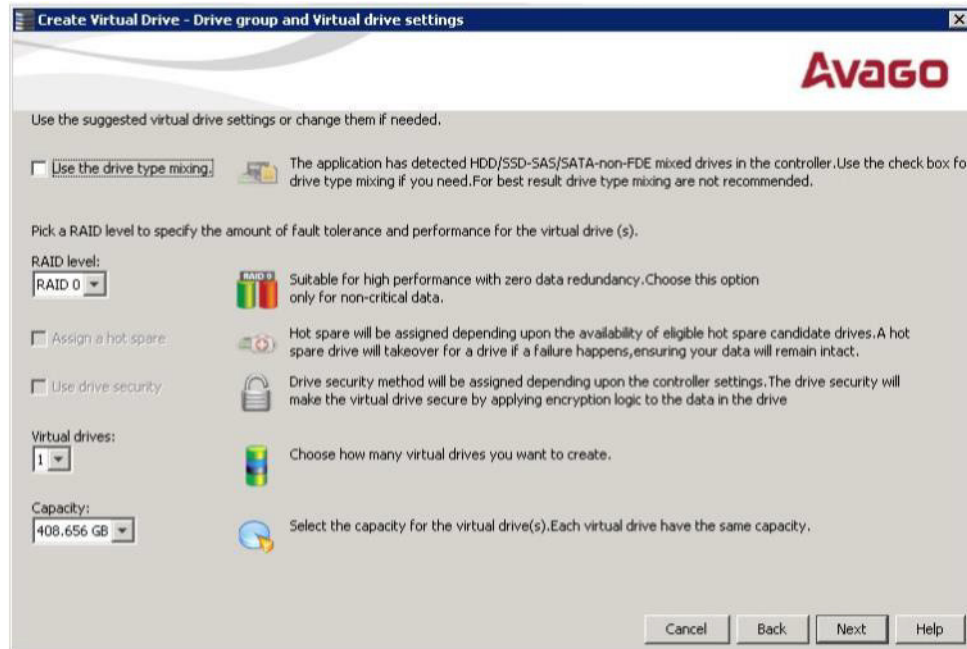 Create Virtual Drive - Drive group and Virtual drive settings
AVAGO
Use the suggested virtual drive settings or change them if needed.
Use the drive type mixing.
The application has detected HDD/SSD-SAS/SATA-non-FDE mixed drives in the controller.Use the check box fo
drive type mixing if you need.For best result drive type mixing are not recommended.
Pick a RAID level to specify the amount of fault tolerance and performance for the virtual drive (s).
RAID level:
RAID 0
RAID 0
Suitable for high performance with zero data redundancy.Choose this option
only for non-critical data.
Assign a hot spare
Hot spare will be assigned depending upon the availability of eligible hot spare candidate drives.A hot
spare drive will takeover for a drive if a failure happens,ensuring your data will remain intact.
Use drive security
Drive security method will be assigned depending upon the controller settings.The drive security will
make the virtual drive secure by applying encryption logic to the data in the drive
Virtual drives:
1
Choose how many virtual drives you want to create.
Capacity:
408.656 GB
Select the capacity for the virtual drive(s).Each virtual drive have the same capacity.
Cancel Back Next Help